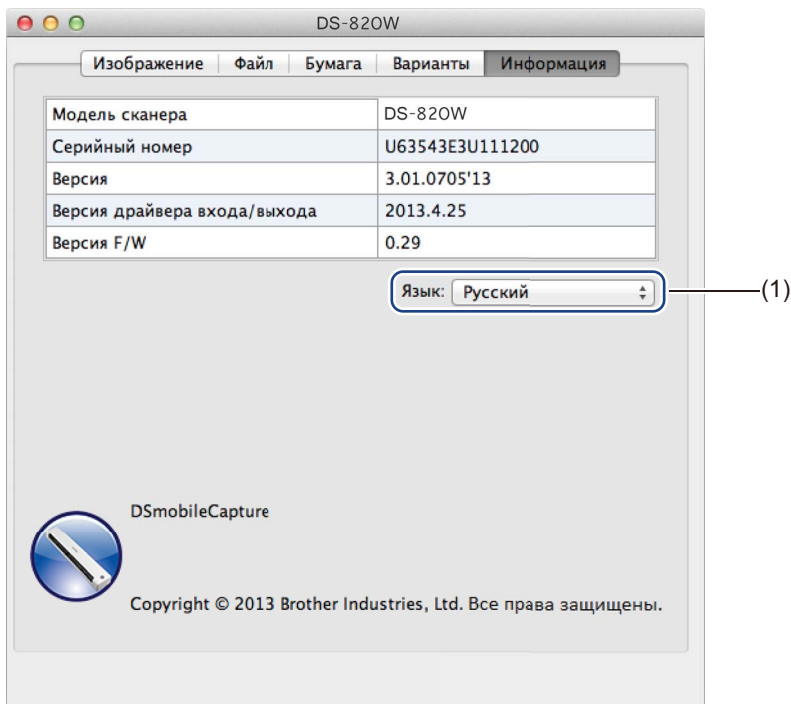 DS-820W
Изображение Файл Бумага Варианты Информация
Модель сканера DS-820W
Серийный номер U63543E3U111200
Версия 3.01.0705'13
Версия драйвера входа/выхода 2013.4.25
Версия F/W 0.29
Язык: Русский (1)
DSmobileCapture
Copyright © 2013 Brother Industries, Ltd. Все права защищены.